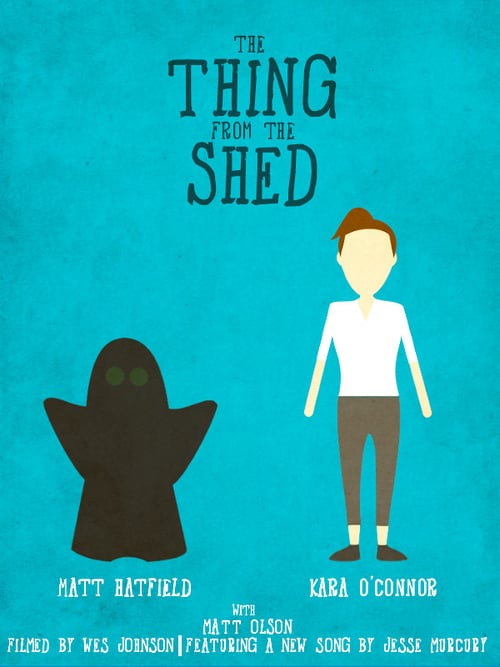 THE
THING
FROM THE
SHED
MATT HATFIELD
KARA O'CONNOR
WITH
MATT OLSON
FILMED BY WES JOHNSON | FEATURING A NEW SONG BY JESSE MURCURY